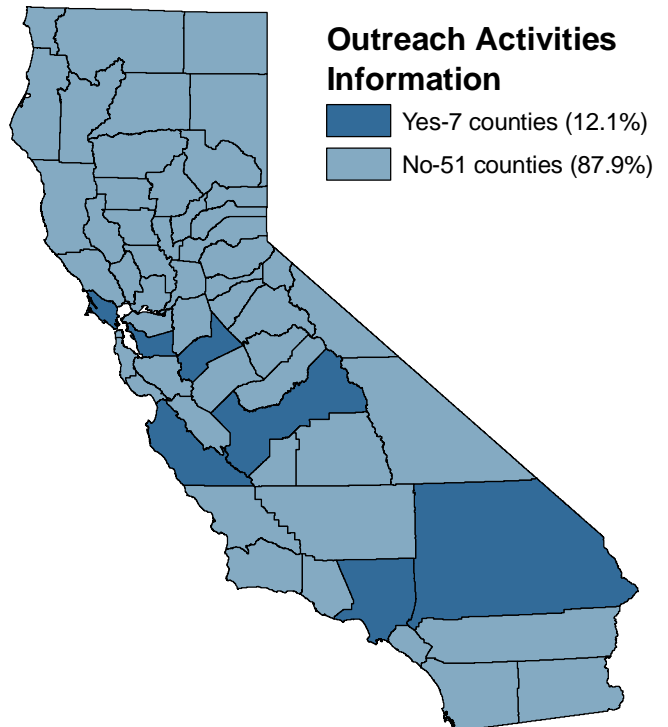 Outreach Activities
Information
Yes-7 counties (12.1%)
No-51 counties (87.9%)